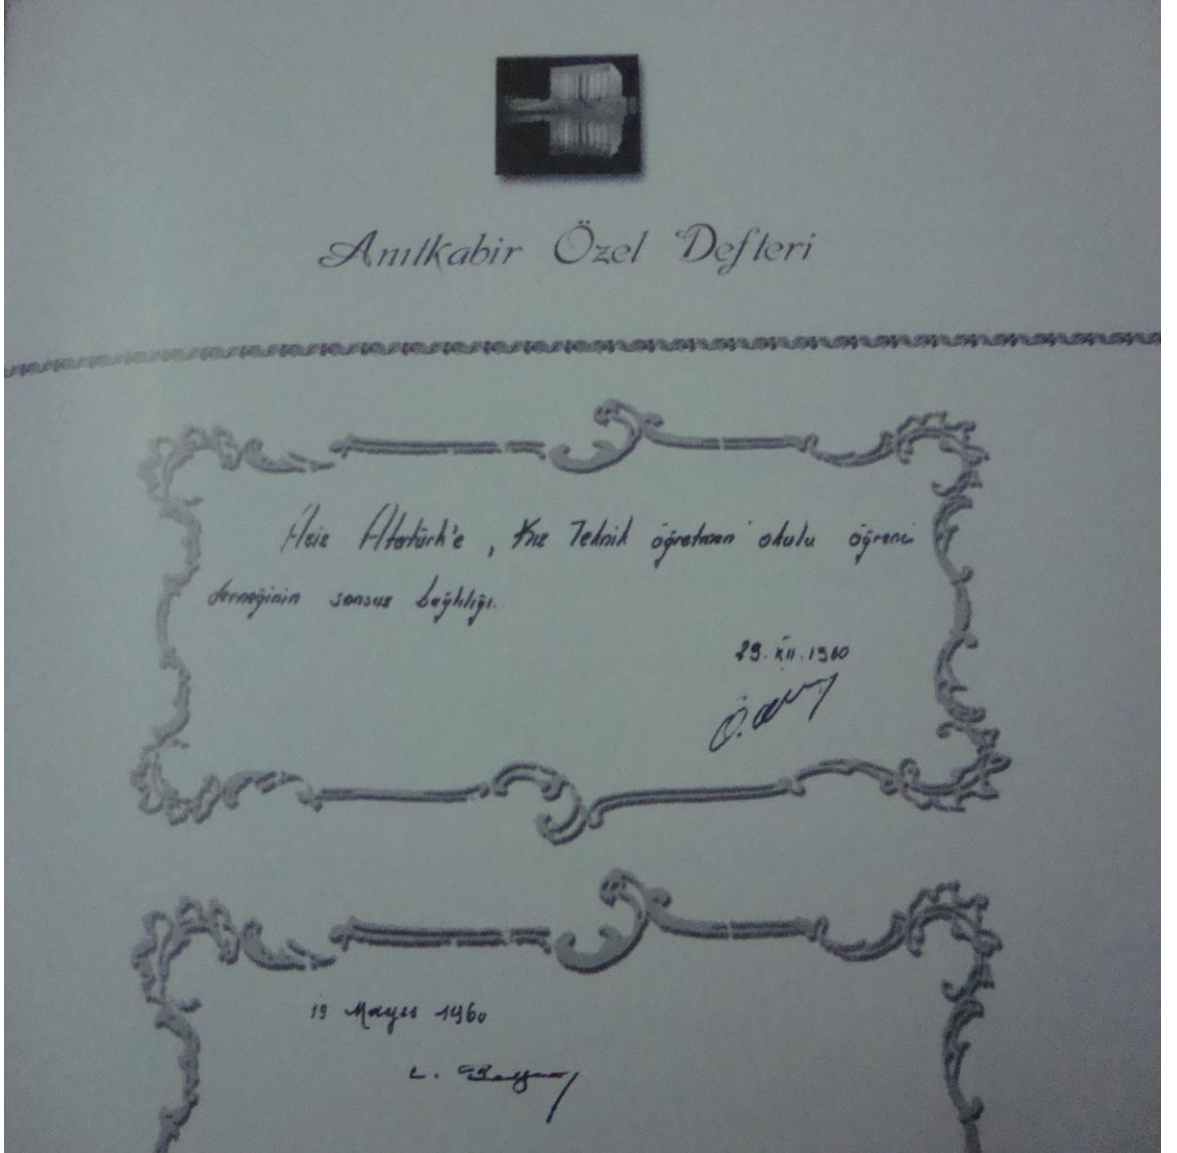 Anıtkabir Özel Defteri
Aziz Atatürk'e, Kız Teknik öğretmen okulu öğrenci
derneğinin sonsuz bağlılığı.
29.XII.1960
19 Mayıs 1960